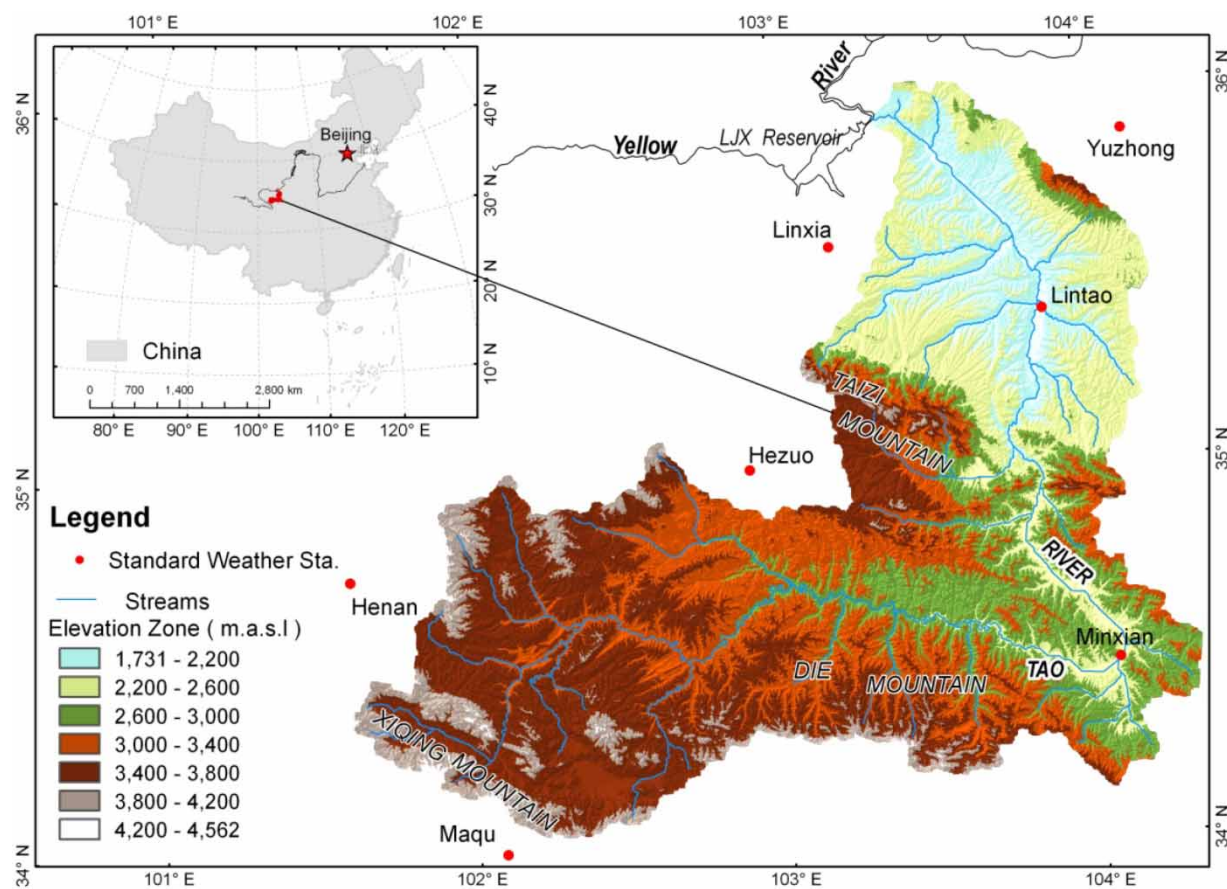 101° E
102° E
103° E
104° E
36° N
35° N
34° N
36° N
35° N
34° N
101° E
102° E
103° E
104° E
Beijing
40° N
30° N
20° N
10° N
China
0 700 1,400 2,800 km
80° E
90° E
100° E
110° E
120° E
River
Yellow
LJX Reservoir
Yuzhong
Linxia
Lintao
TAIZI
MOUNTAIN
Hezuo
RIVER
Henan
Minxian
DIE
MOUNTAIN
TAO
XIQING MOUNTAIN
Maqu
Legend
Standard Weather Sta.
Streams
Elevation Zone ( m.a.s.l )
1,731 - 2,200
2,200 - 2,600
2,600 - 3,000
3,000 - 3,400
3,400 - 3,800
3,800 - 4,200
4,200 - 4,562